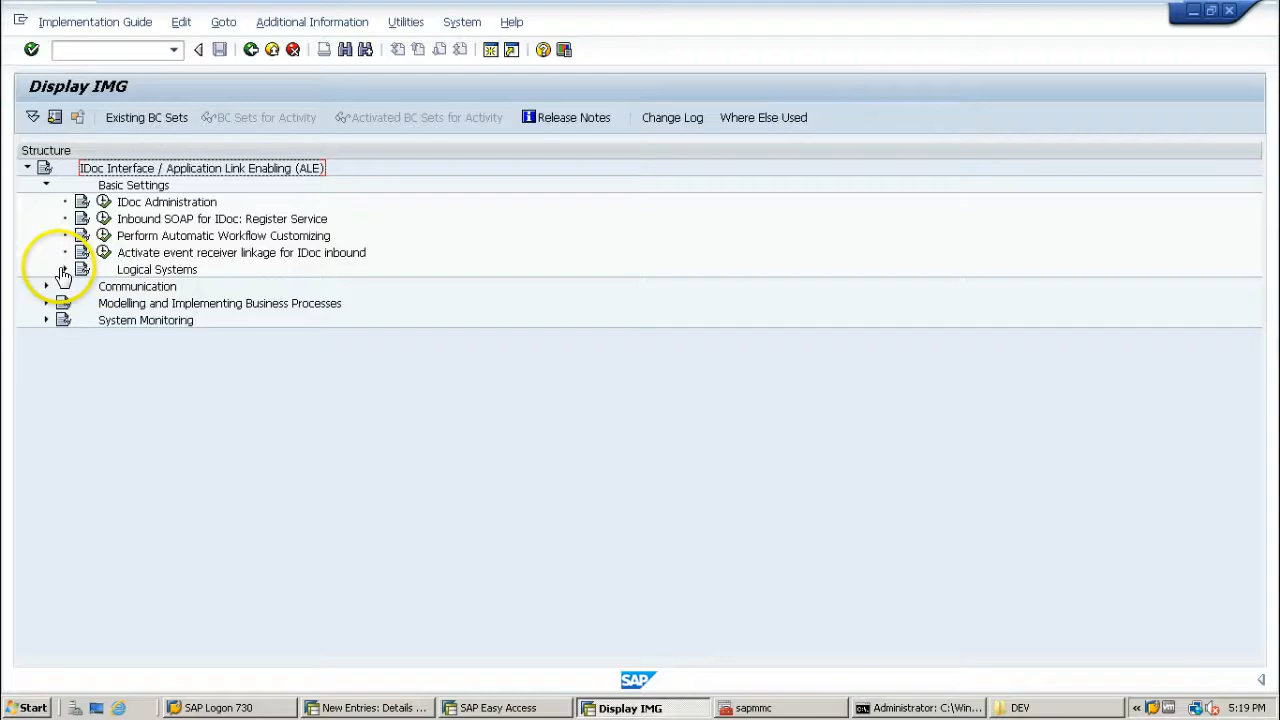 Implementation Guide Edit Goto Additional Information Utilities System Help
Display IMG
Existing BC Sets BC Sets for Activity Activated BC Sets for Activity Release Notes Change Log Where Else Used
Structure
IDoc Interface / Application Link Enabling (ALE)
Basic Settings
IDoc Administration
Inbound SOAP for IDoc: Register Service
Perform Automatic Workflow Customizing
Activate event receiver linkage for IDoc inbound
Logical Systems
Communication
Modelling and Implementing Business Processes
System Monitoring
SAP
Start SAP Logon 730 New Entries: Details ... SAP Easy Access Display IMG sapmmc Administrator: C:\Win... DEV « 5:19 PM